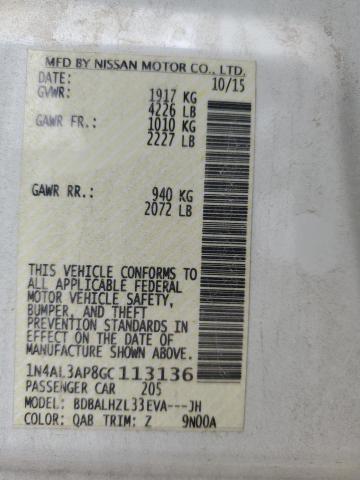 MFD BY NISSAN MOTOR CO., LTD.
DATE: 10/15
GVWR: 1917 KG
4226 LB
GAWR FR.: 1010 KG
2227 LB
GAWR RR.: 940 KG
2072 LB
THIS VEHICLE CONFORMS TO
ALL APPLICABLE FEDERAL
MOTOR VEHICLE SAFETY,
BUMPER, AND THEFT
PREVENTION STANDARDS IN
EFFECT ON THE DATE OF
MANUFACTURE SHOWN ABOVE.
1N4AL3AP8GC113136
PASSENGER CAR 205
MODEL: BDBALHZL33EVA---JH
COLOR: QAB TRIM: Z 9N00A